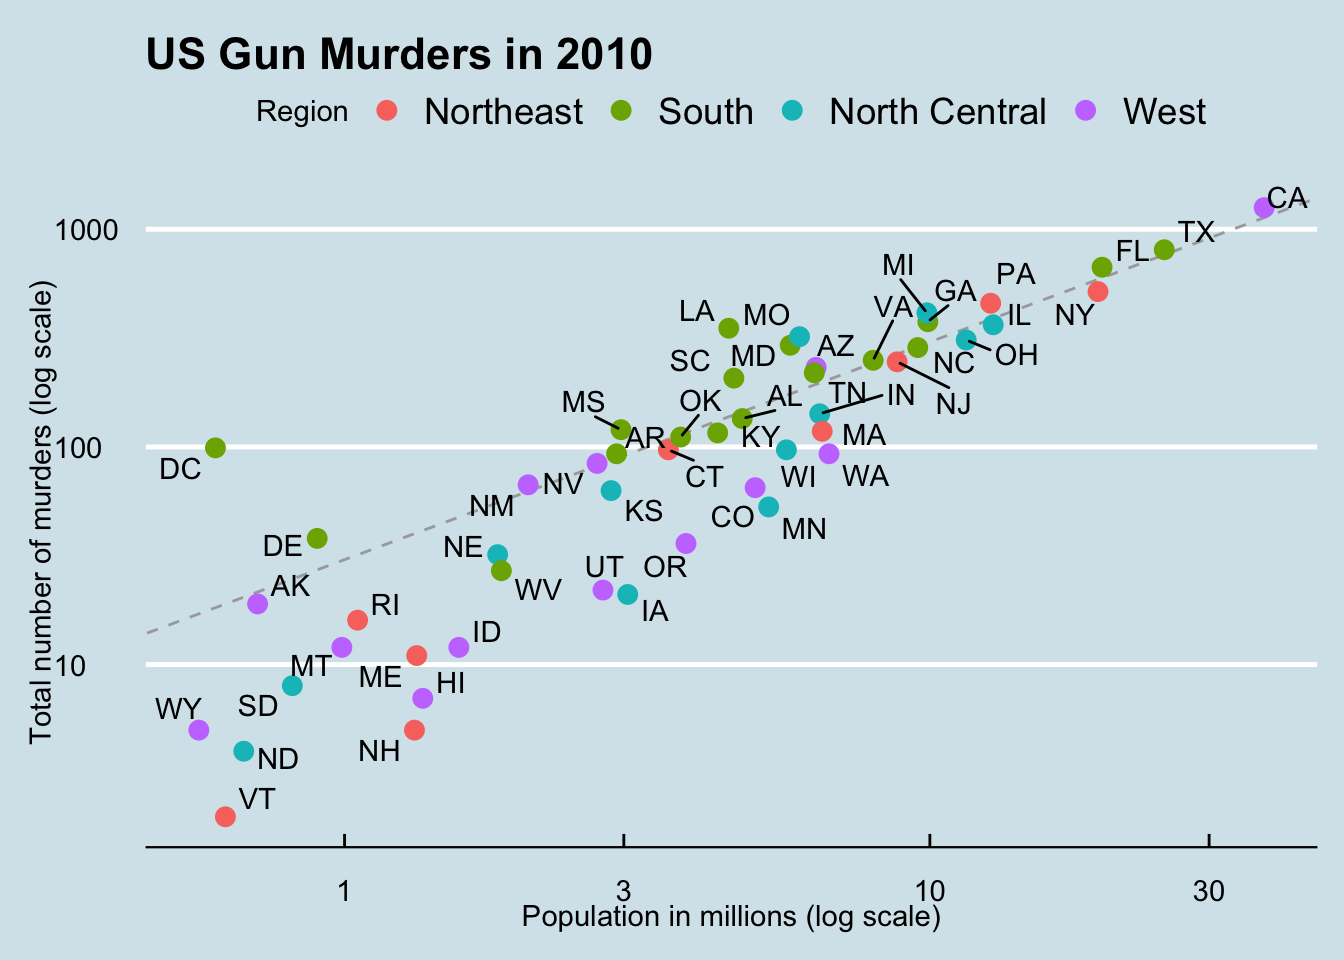 US Gun Murders in 2010
Region Northeast South North Central West
Total number of murders (log scale)
1000
100
10
CA
TX
FL
MI
PA
GA
LA
MO
VA
IL
NY
SC
MD
AZ
NC
OH
MS
OK
AL
TN
IN
NJ
AR
KY
MA
DC
CT
WI
WA
NM
NV
KS
CO
MN
DE
NE
UT
OR
AK
WV
RI
IA
ID
MT
ME
HI
WY
SD
NH
ND
VT
1 3 10 30
Population in millions (log scale)